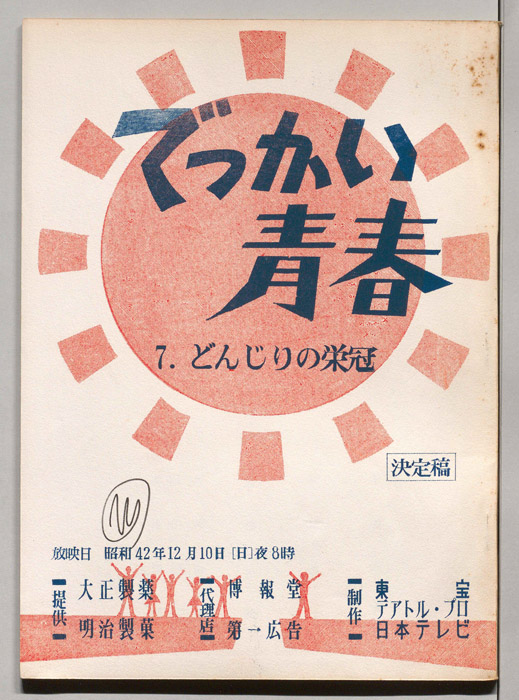 でっかい
青春
7. どんじりの栄冠
決定稿
放映日 昭和42年12月10日[日]夜8時
提供
大正製薬
明治製菓
代理店
博報堂
第一広告
制作
東宝
テアトル・プロ
日本テレビ